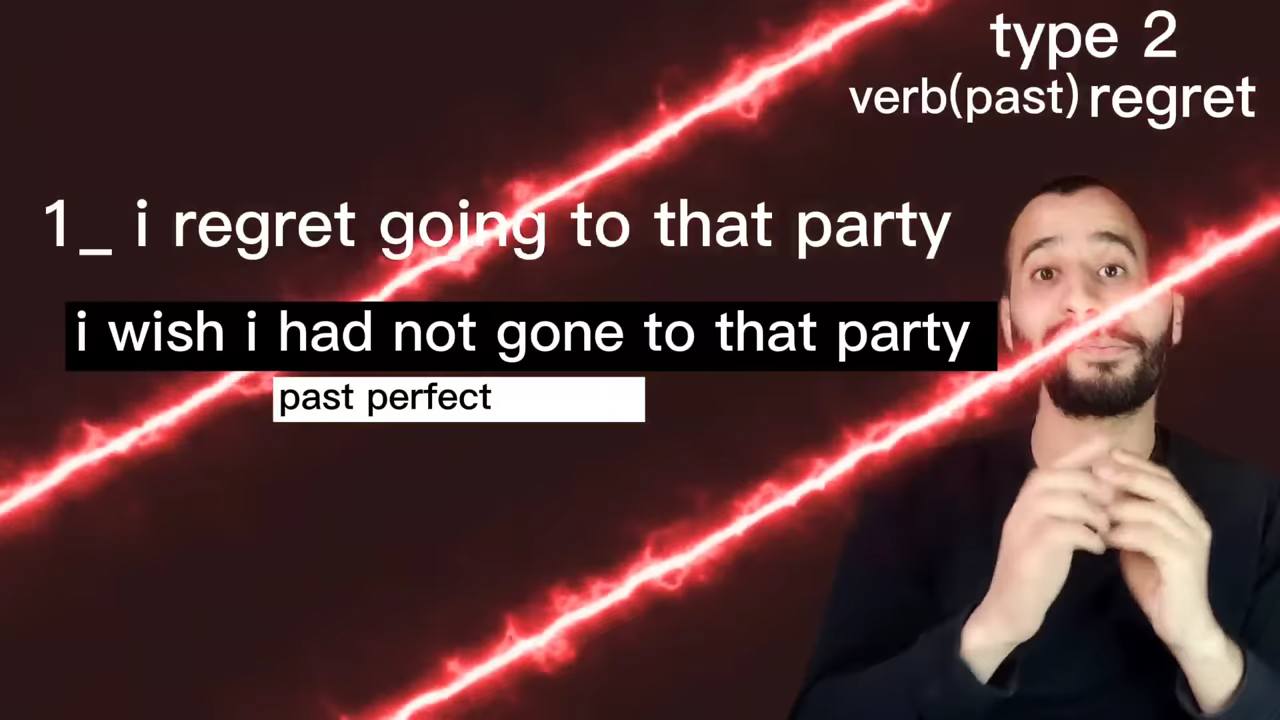 type 2
verb(past) regret
1_ i regret going to that party
i wish i had not gone to that party
past perfect